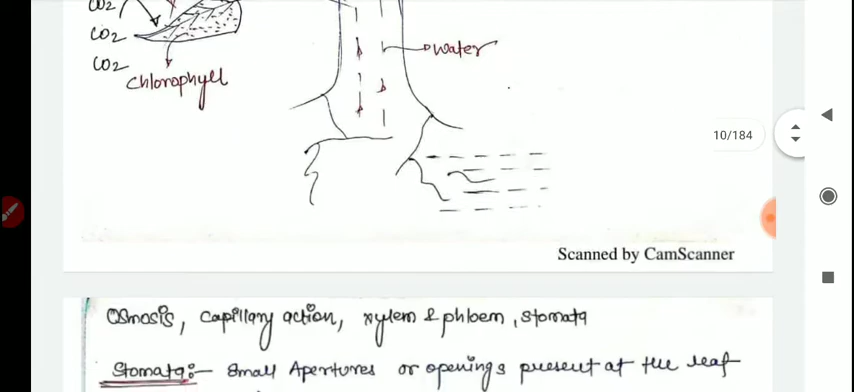 CO2
CO2
CO2
Chlorophyll
water
10/184
Scanned by CamScanner
Osmosis, Capillary action, xylem & phloem, Stomata
Stomata:- Small Apertures or openings present at the leaf